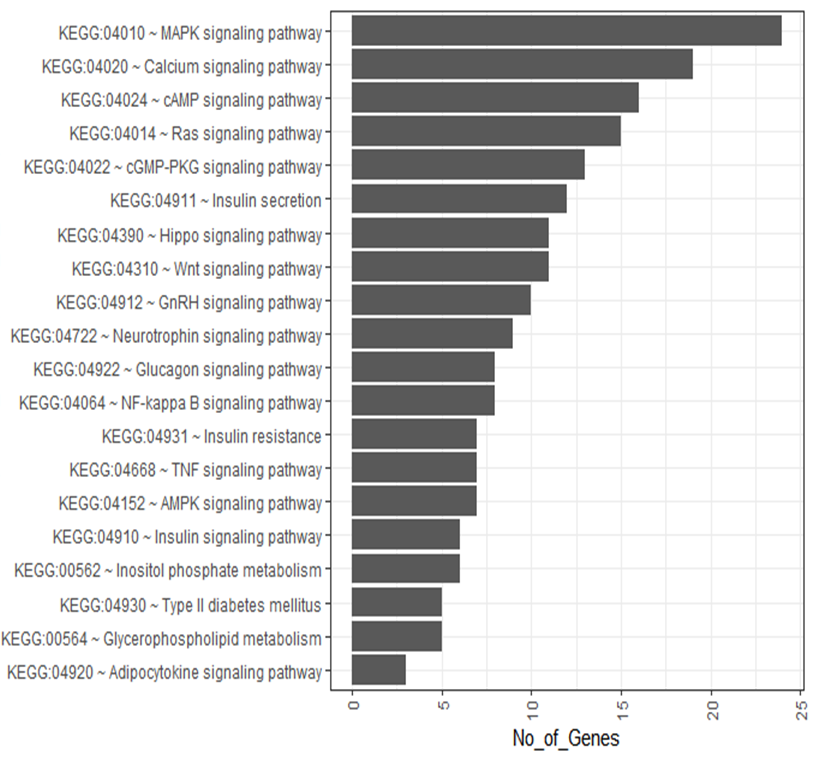 KEGG:04010 ~ MAPK signaling pathway
KEGG:04020 ~ Calcium signaling pathway
KEGG:04024 ~ cAMP signaling pathway
KEGG:04014 ~ Ras signaling pathway
KEGG:04022 ~ cGMP-PKG signaling pathway
KEGG:04911 ~ Insulin secretion
KEGG:04390 ~ Hippo signaling pathway
KEGG:04310 ~ Wnt signaling pathway
KEGG:04912 ~ GnRH signaling pathway
KEGG:04722 ~ Neurotrophin signaling pathway
KEGG:04922 ~ Glucagon signaling pathway
KEGG:04064 ~ NF-kappa B signaling pathway
KEGG:04931 ~ Insulin resistance
KEGG:04668 ~ TNF signaling pathway
KEGG:04152 ~ AMPK signaling pathway
KEGG:04910 ~ Insulin signaling pathway
KEGG:00562 ~ Inositol phosphate metabolism
KEGG:04930 ~ Type II diabetes mellitus
KEGG:00564 ~ Glycerophospholipid metabolism
KEGG:04920 ~ Adipocytokine signaling pathway
0 5 10 15 20 25
No_of_Genes